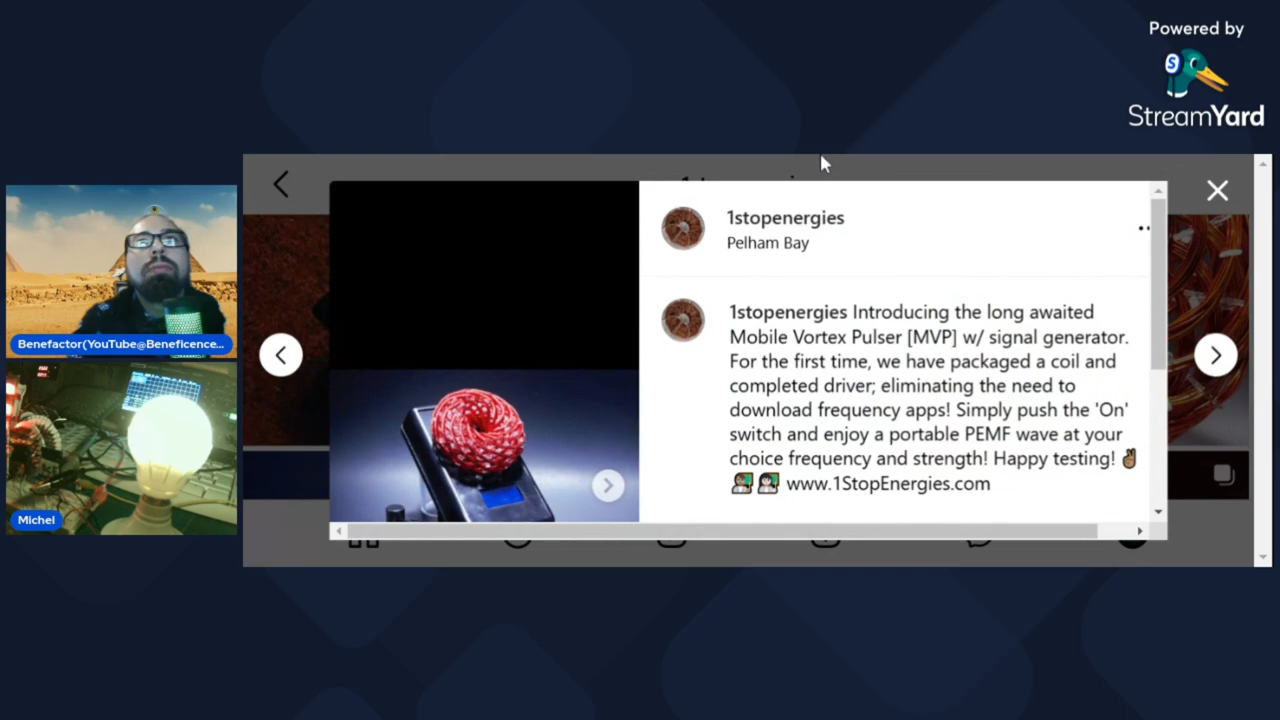 Powered by
StreamYard
1stopenergies
Pelham Bay
1stopenergies Introducing the long awaited
Mobile Vortex Pulser [MVP] w/ signal generator.
For the first time, we have packaged a coil and
completed driver; eliminating the need to
download frequency apps! Simply push the 'On'
switch and enjoy a portable PEMF wave at your
choice frequency and strength! Happy testing! ✌🏾
👨🏽‍🏫 👩🏻‍🏫 www.1StopEnergies.com
Benefactor(YouTube@Beneficence...
Michel